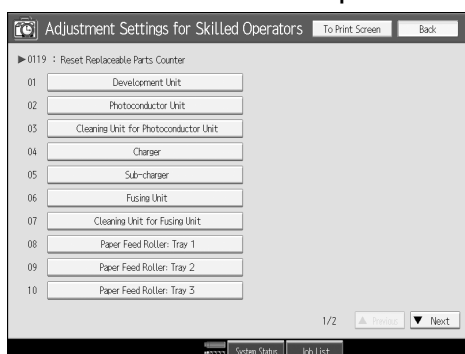 Adjustment Settings for Skilled Operators To Print Screen Back
▶0119 : Reset Replaceable Parts Counter
01 Development Unit
02 Photoconductor Unit
03 Cleaning Unit for Photoconductor Unit
04 Charger
05 Sub-charger
06 Fusing Unit
07 Cleaning Unit for Fusing Unit
08 Paper Feed Roller: Tray 1
09 Paper Feed Roller: Tray 2
10 Paper Feed Roller: Tray 3
1/2 ▲ Previous ▼ Next
System Status Job List